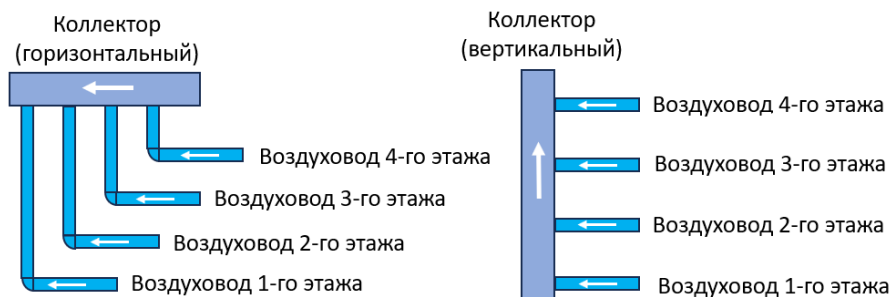 Коллектор
(горизонтальный)
Воздуховод 4-го этажа
Воздуховод 3-го этажа
Воздуховод 2-го этажа
Воздуховод 1-го этажа
Коллектор
(вертикальный)
Воздуховод 4-го этажа
Воздуховод 3-го этажа
Воздуховод 2-го этажа
Воздуховод 1-го этажа